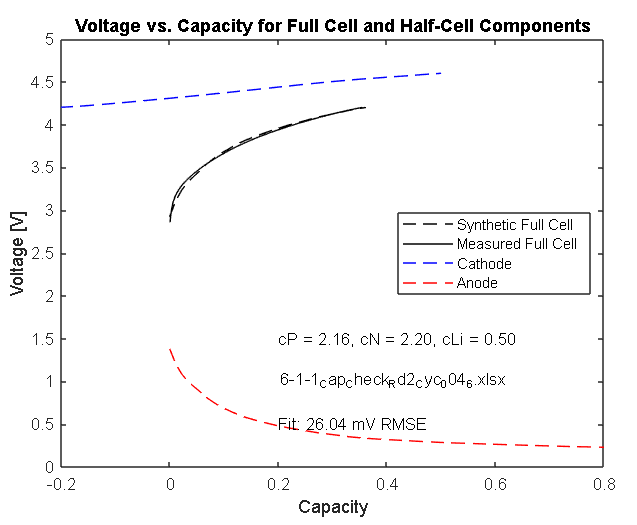 Voltage vs. Capacity for Full Cell and Half-Cell Components
5
4.5
4
3.5
3
2.5
2
1.5
1
0.5
0
Voltage [V]
Synthetic Full Cell
Measured Full Cell
Cathode
Anode
cP = 2.16, cN = 2.20, cLi = 0.50
6-1-1CapCheckRd2Cyc0046.xlsx
Fit: 26.04 mV RMSE
-0.2 0 0.2 0.4 0.6 0.8
Capacity